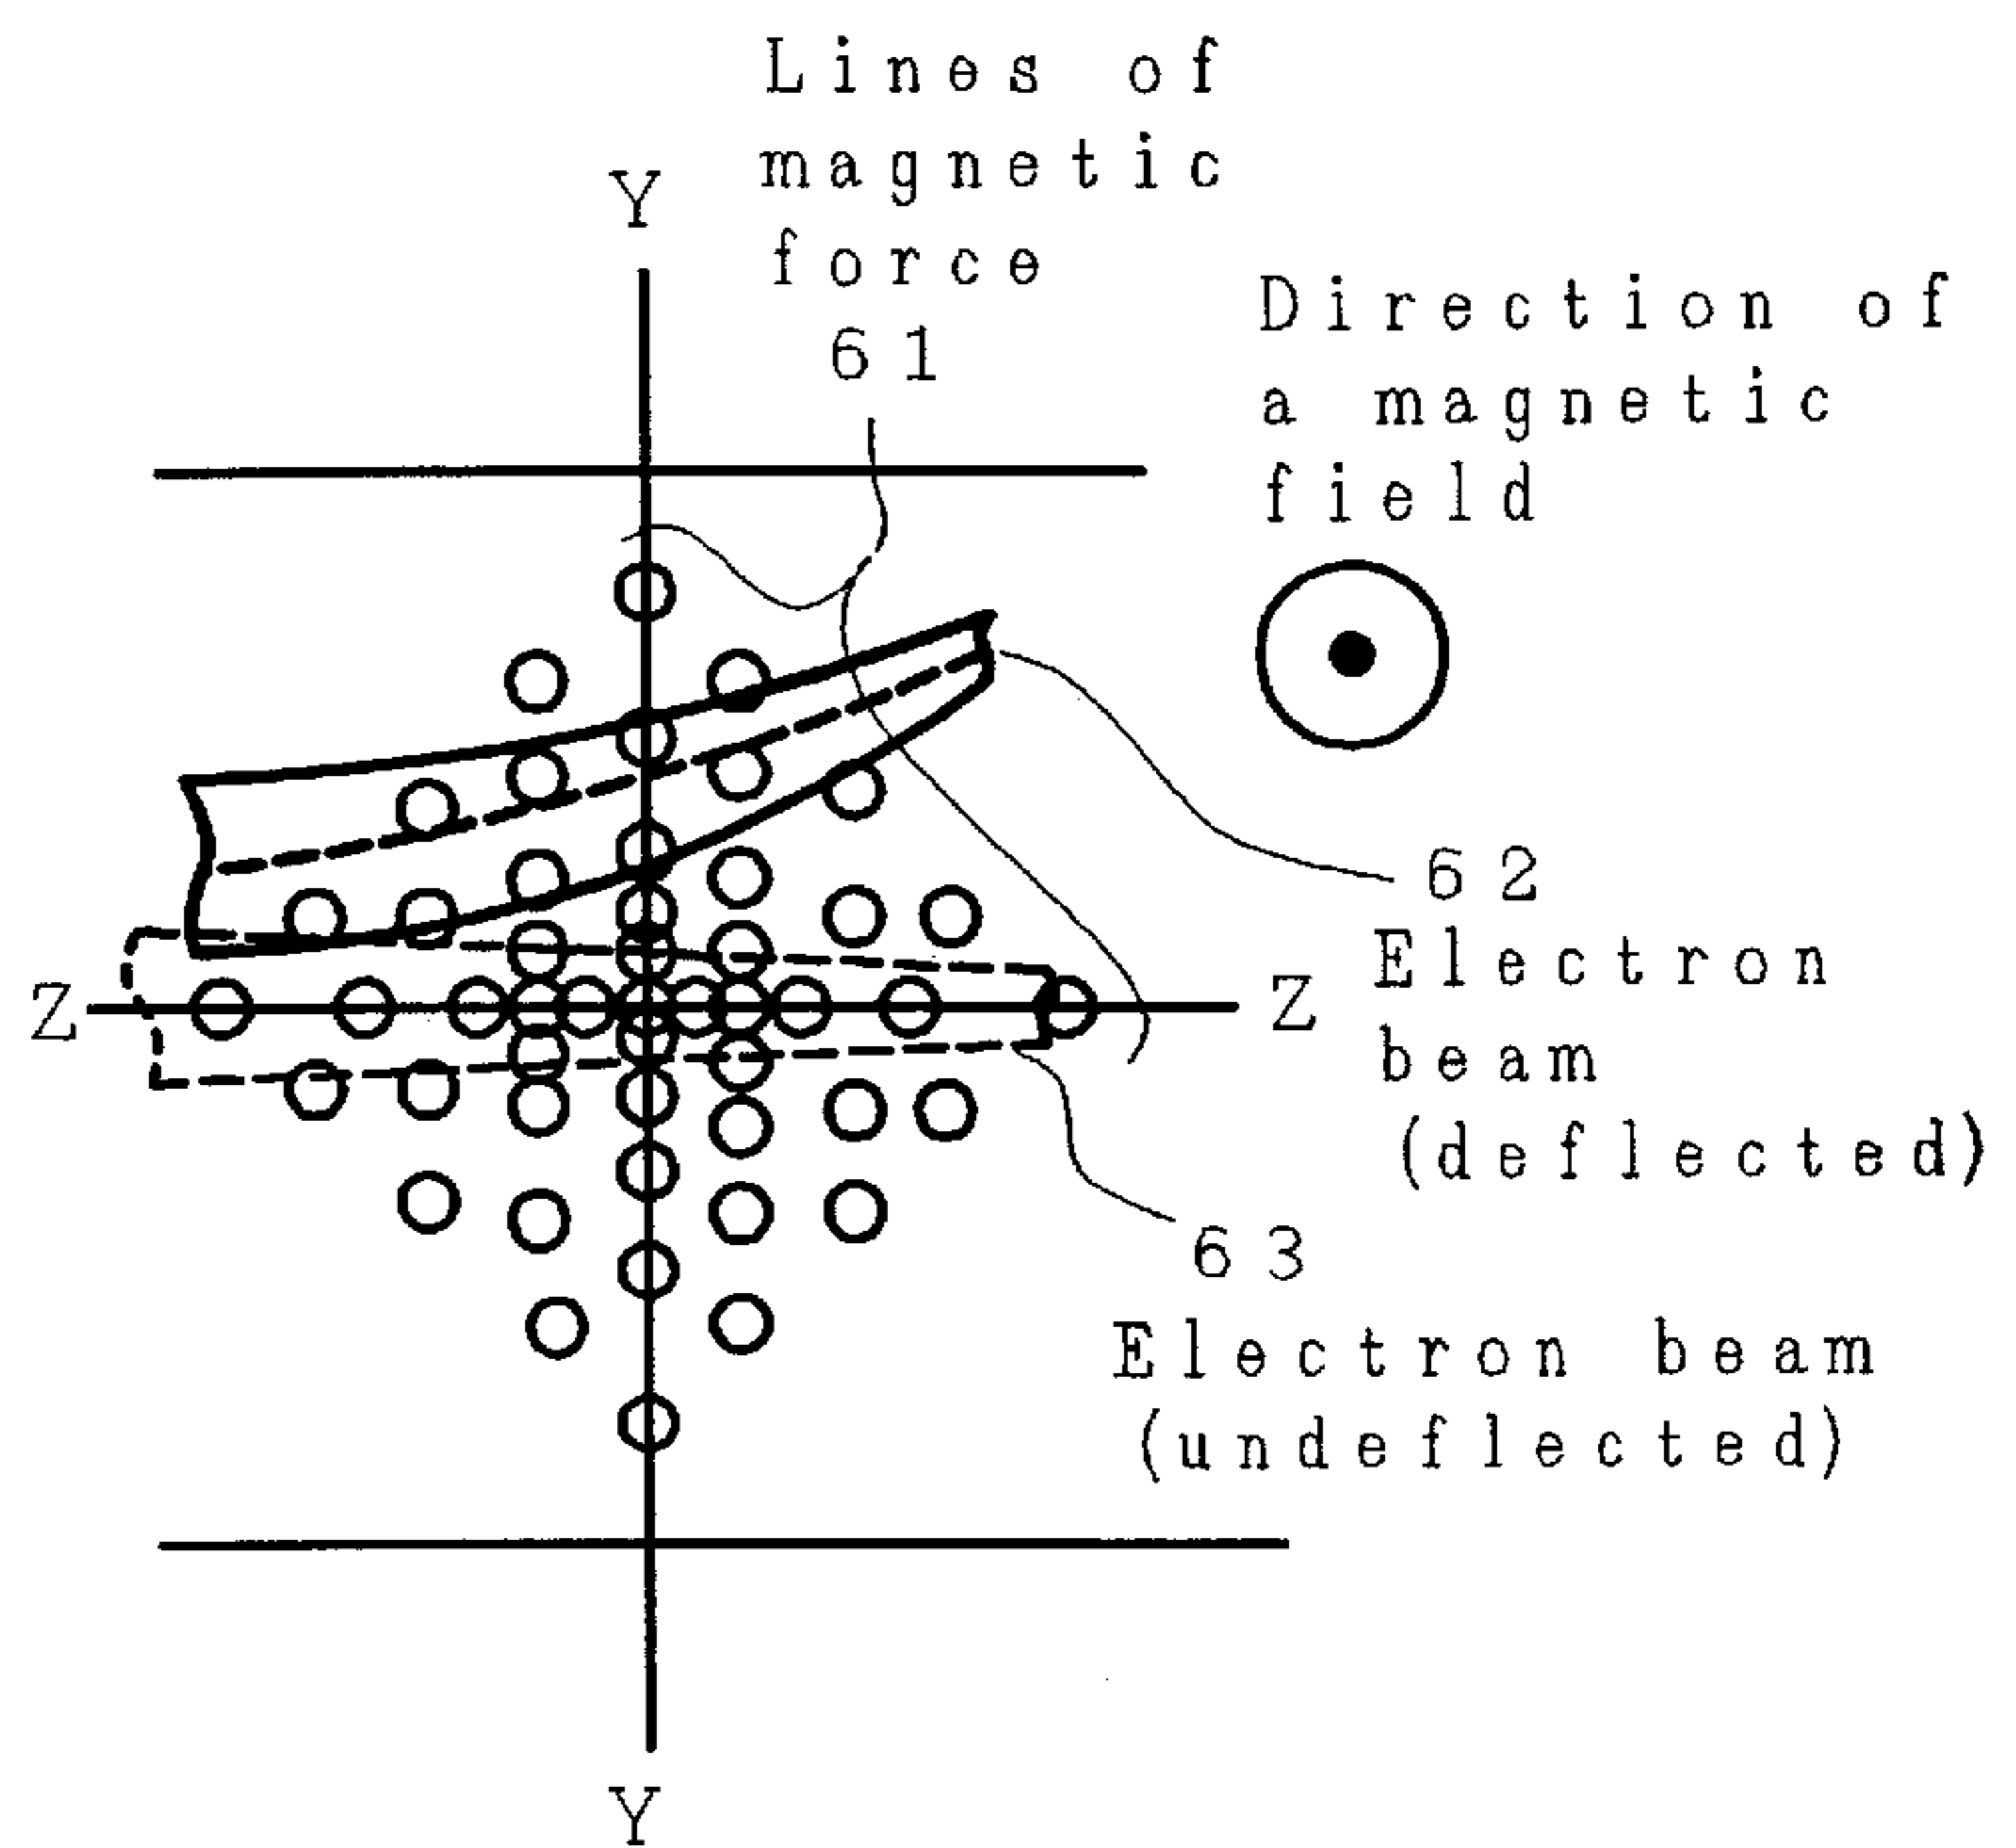 Lines of
magnetic
force
61
Y
Direction of
a magnetic
field
62
Electron
beam
(deflected)
Z
Z
63
Electron beam
(undeflected)
Y